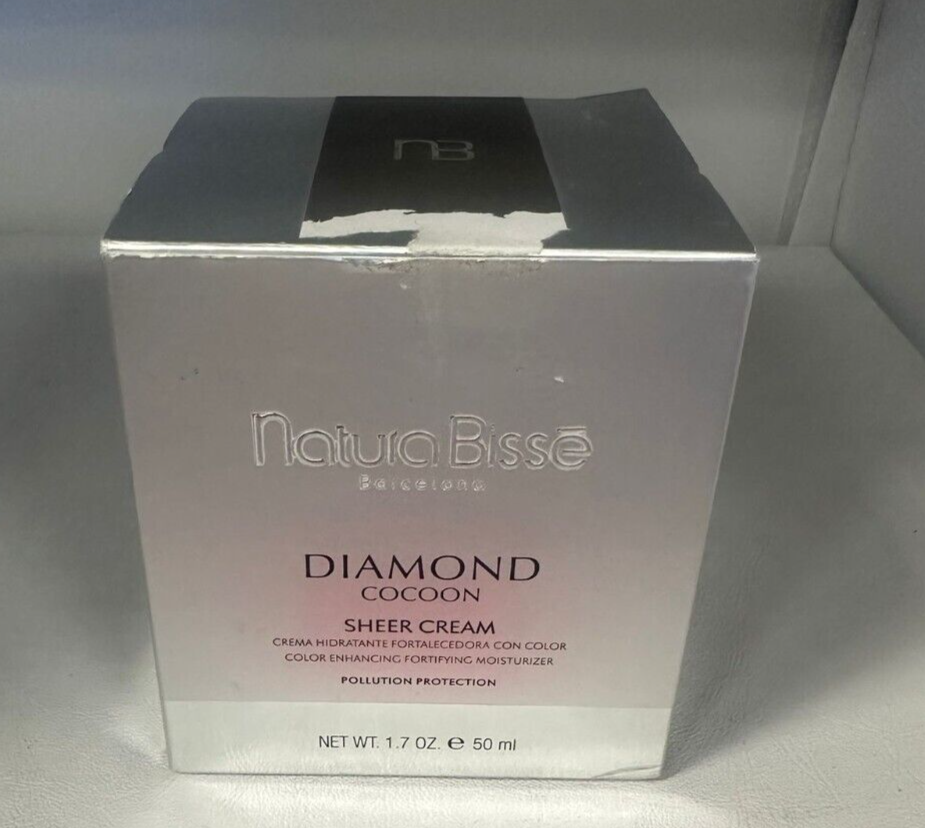 nB
natura Bissē
Barcelona
DIAMOND
COCOON
SHEER CREAM
CREMA HIDRATANTE FORTALECEDORA CON COLOR
COLOR ENHANCING FORTIFYING MOISTURIZER
POLLUTION PROTECTION
NET WT. 1.7 OZ. ℮ 50 ml